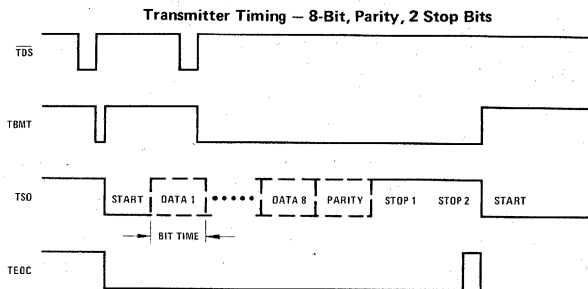 Transmitter Timing — 8-Bit, Parity, 2 Stop Bits
TDS
TBMT
TSO START DATA 1 DATA 8 PARITY STOP 1 STOP 2 START
BIT TIME
TEOC